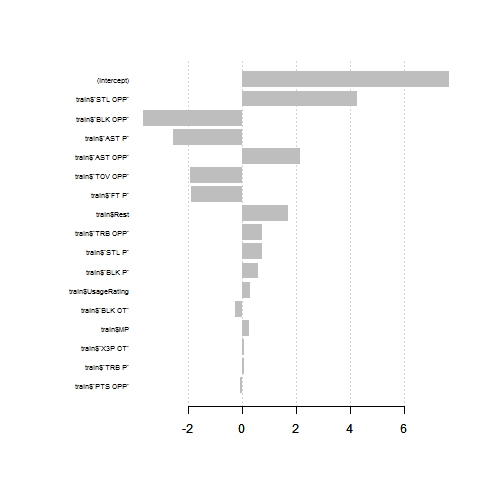 (Intercept)
train$`STL OPP`
train$`BLK OPP`
train$`AST P`
train$`AST OPP`
train$`TOV OPP`
train$`FT P`
train$Rest
train$`TRB OPP`
train$`STL P`
train$`BLK P`
train$UsageRating
train$`BLK OT`
train$MP
train$`X3P OT`
train$`TRB P`
train$`PTS OPP`
-2 0 2 4 6